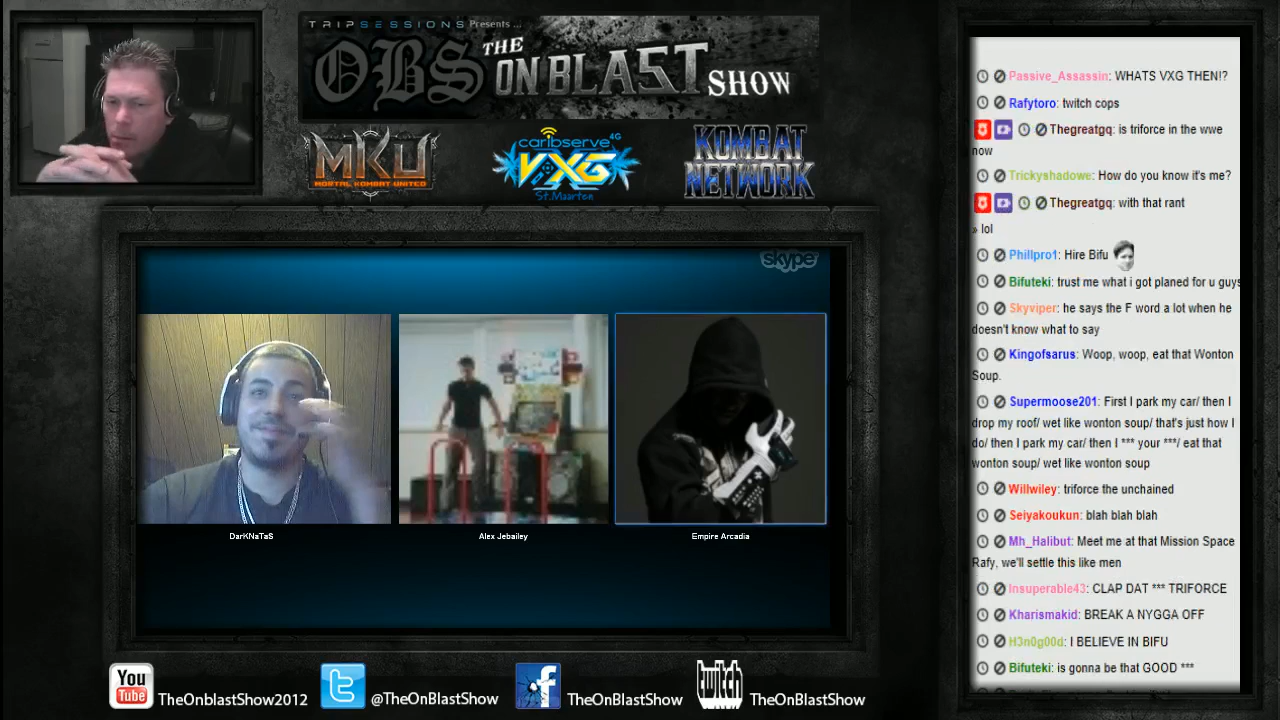 TRIPSESSIONS Presents ...
OBS THE ON BLAST SHOW
MKU
MORTAL KOMBAT UNITED
caribserve 4G
VXG
St.Maarten
KOMBAT
NETWORK
skype
DarKNaTaS
Alex Jebailey
Empire Arcadia
You
Tube
TheOnblastShow2012
@TheOnBlastShow
TheOnBlastShow
twitch
TheOnBlastShow
Passive_Assassin: WHATS VXG THEN!?
Rafytoro: twitch cops
Thegreatgq: is triforce in the wwe
now
Trickyshadowe: How do you know it's me?
Thegreatgq: with that rant
» lol
Phillpro1: Hire Bifu
Bifuteki: trust me what i got planed for u guys
Skyviper: he says the F word a lot when he
doesn't know what to say
Kingofsarus: Woop, woop, eat that Wonton
Soup.
Supermoose201: First I park my car/ then I
drop my roof/ wet like wonton soup/ that's just how I
do/ then I park my car/ then I *** your ***/ eat that
wonton soup/ wet like wonton soup
Willwiley: triforce the unchained
Seiyakoukun: blah blah blah
Mh_Halibut: Meet me at that Mission Space
Rafy, we'll settle this like men
Insuperable43: CLAP DAT *** TRIFORCE
Kharismakid: BREAK A NYGGA OFF
H3n0g00d: I BELIEVE IN BIFU
Bifuteki: is gonna be that GOOD ***